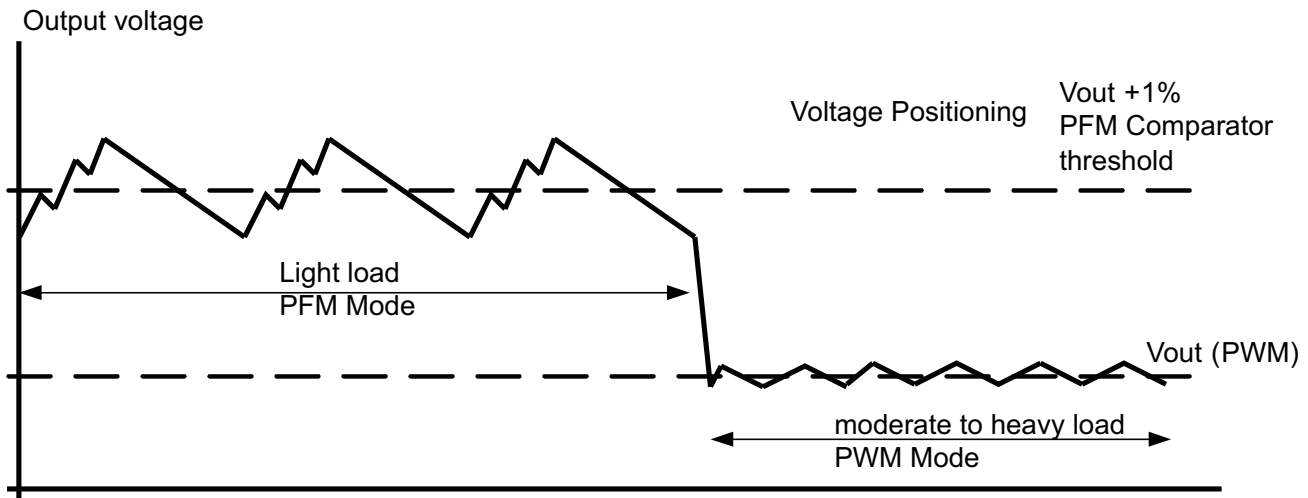 Output voltage
Voltage Positioning
Vout +1%
PFM Comparator
threshold
Light load
PFM Mode
Vout (PWM)
moderate to heavy load
PWM Mode